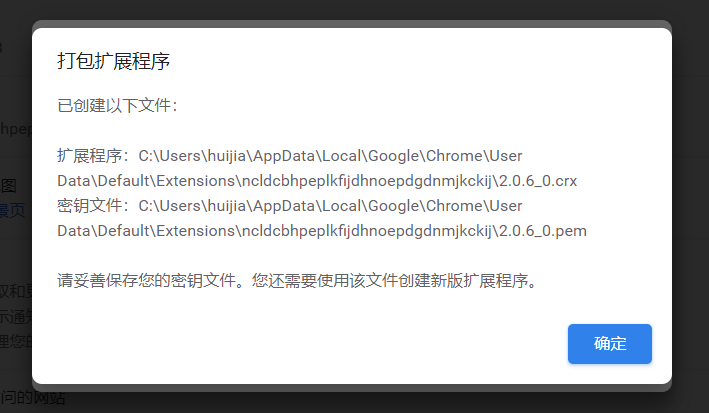 打包扩展程序
已创建以下文件：
扩展程序：C:\Users\huijia\AppData\Local\Google\Chrome\User
Data\Default\Extensions\ncldcbhpeplkfijdhnoepdgdnmjkckij\2.0.6_0.crx
密钥文件：C:\Users\huijia\AppData\Local\Google\Chrome\User
Data\Default\Extensions\ncldcbhpeplkfijdhnoepdgdnmjkckij\2.0.6_0.pem
请妥善保存您的密钥文件。您还需要使用该文件创建新版扩展程序。
确定
问的网站